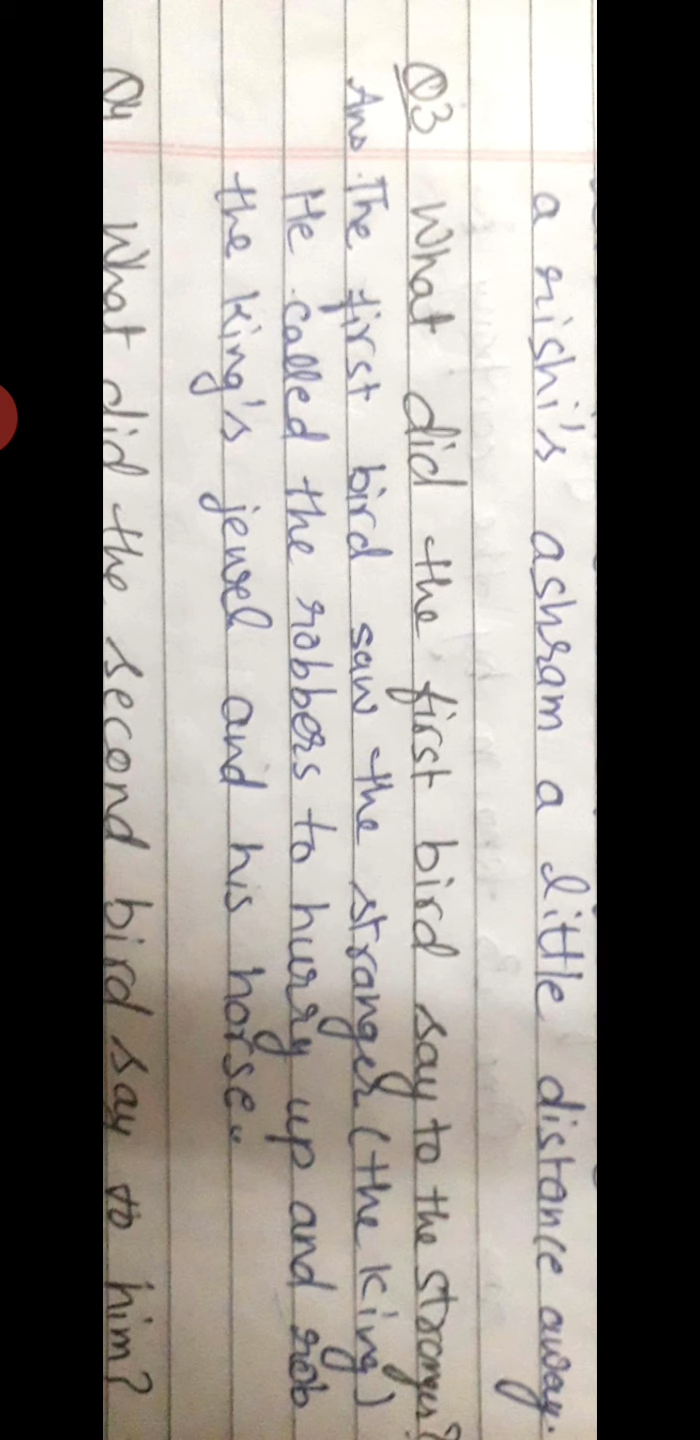 a rishi's ashram a little distance away.
Q3 What did the first bird say to the stranger?
Ans. The first bird saw the stranger (the king)
He called the robbers to hurry up and rob
the king's jewel and his horse.
Q4 What did the second bird say to him?